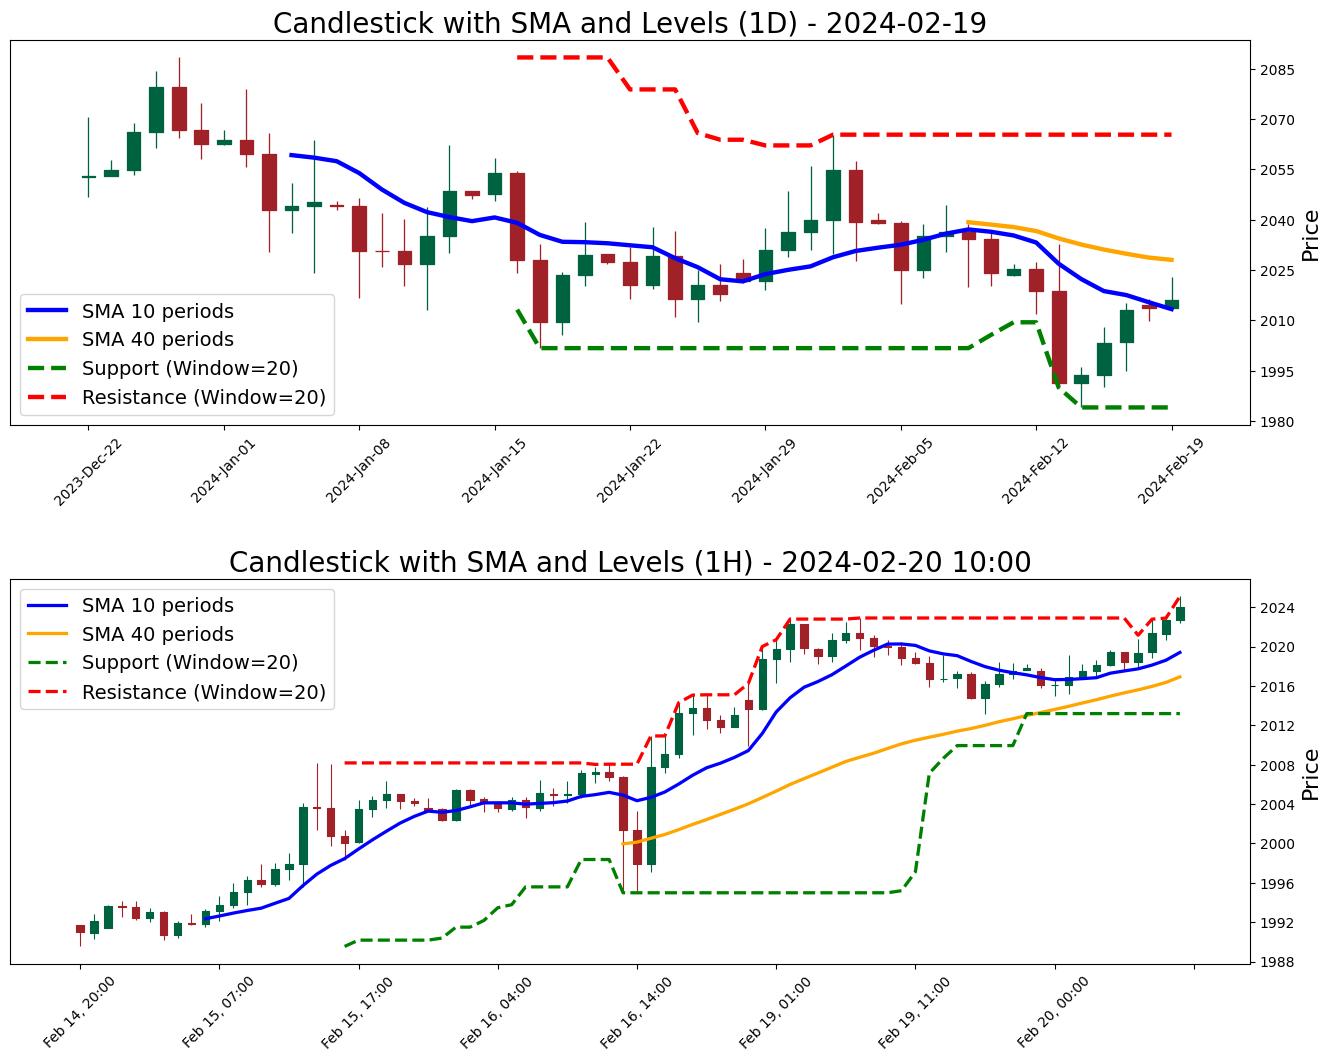 Candlestick with SMA and Levels (1D) - 2024-02-19
2085
2070
2055
2040
2025
2010
1995
1980
Price
SMA 10 periods
SMA 40 periods
Support (Window=20)
Resistance (Window=20)
2023-Dec-22
2024-Jan-01
2024-Jan-08
2024-Jan-15
2024-Jan-22
2024-Jan-29
2024-Feb-05
2024-Feb-12
2024-Feb-19
Candlestick with SMA and Levels (1H) - 2024-02-20 10:00
SMA 10 periods
SMA 40 periods
Support (Window=20)
Resistance (Window=20)
2024
2020
2016
2012
2008
2004
2000
1996
1992
1988
Price
Feb 14, 20:00
Feb 15, 07:00
Feb 15, 17:00
Feb 16, 04:00
Feb 16, 14:00
Feb 19, 01:00
Feb 19, 11:00
Feb 20, 00:00